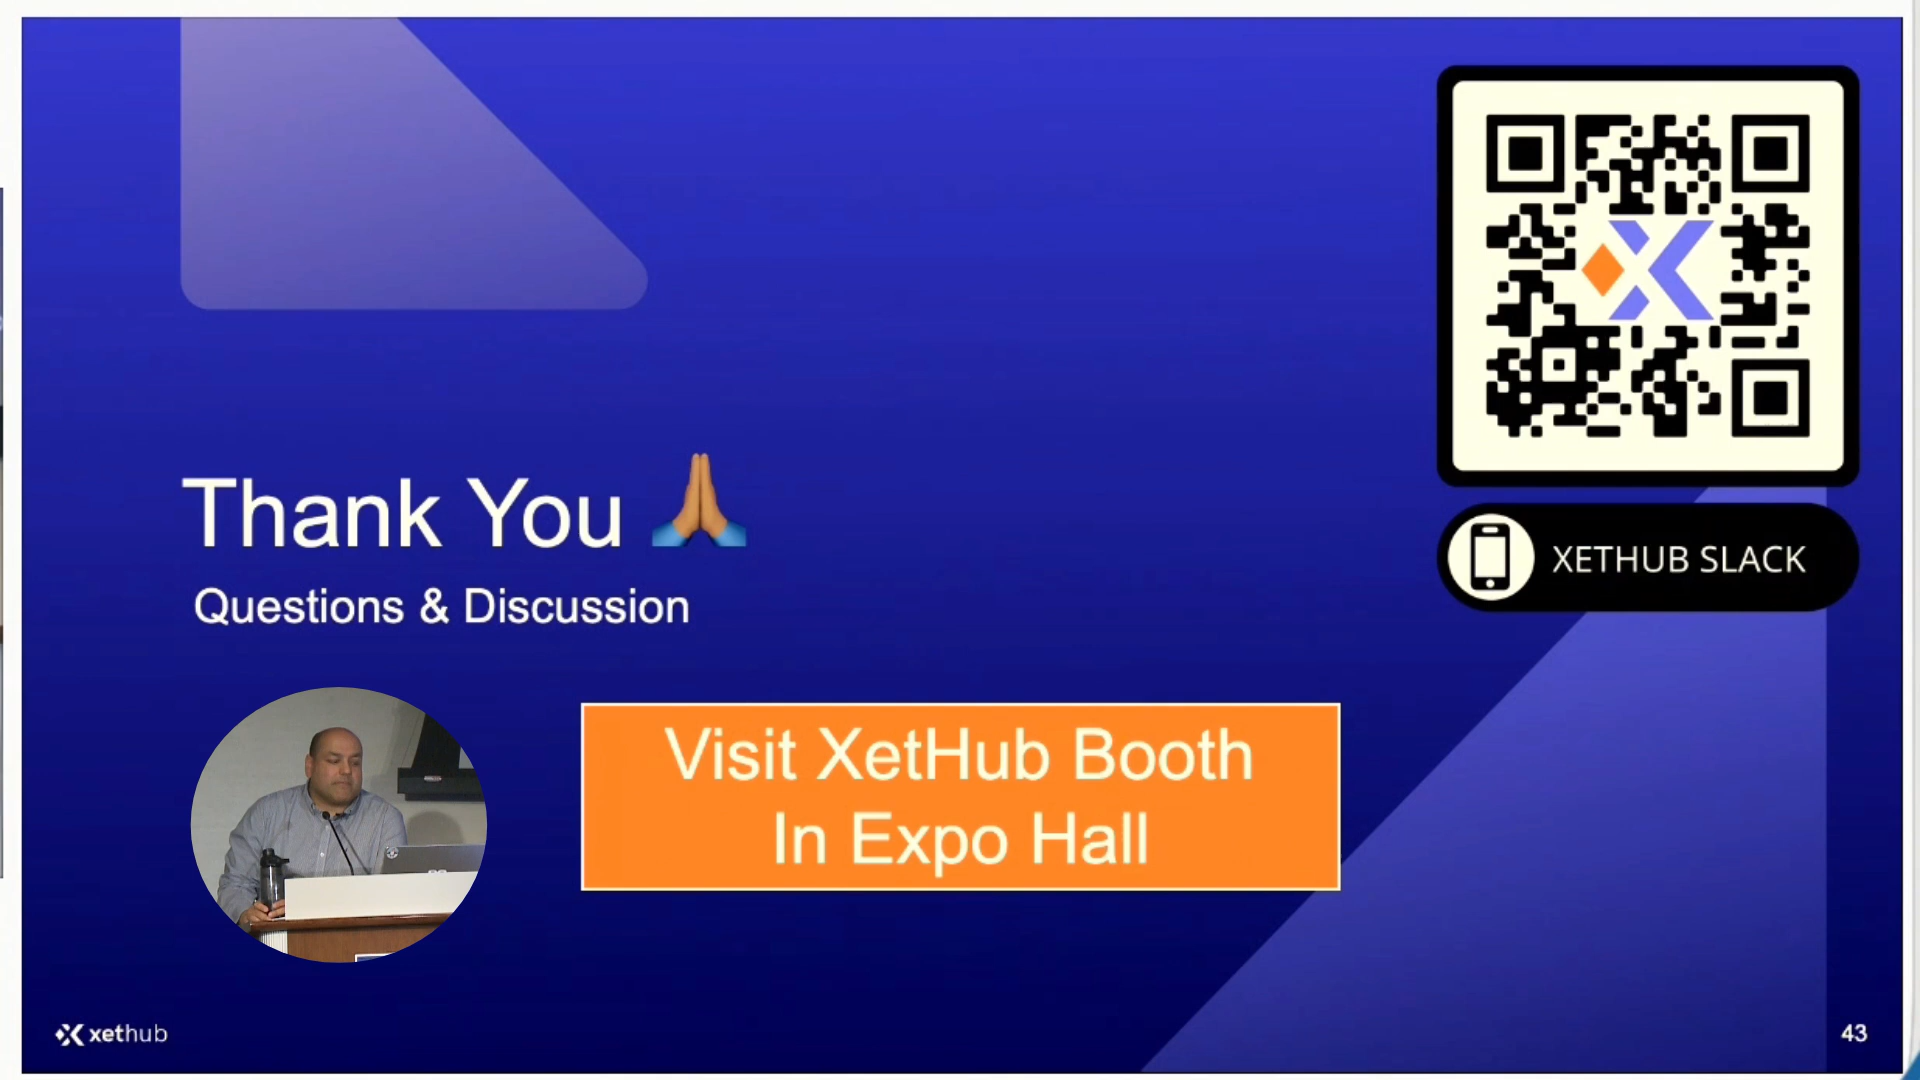 Thank You
Questions & Discussion
XETHUB SLACK
Visit XetHub Booth
In Expo Hall
xethub
43